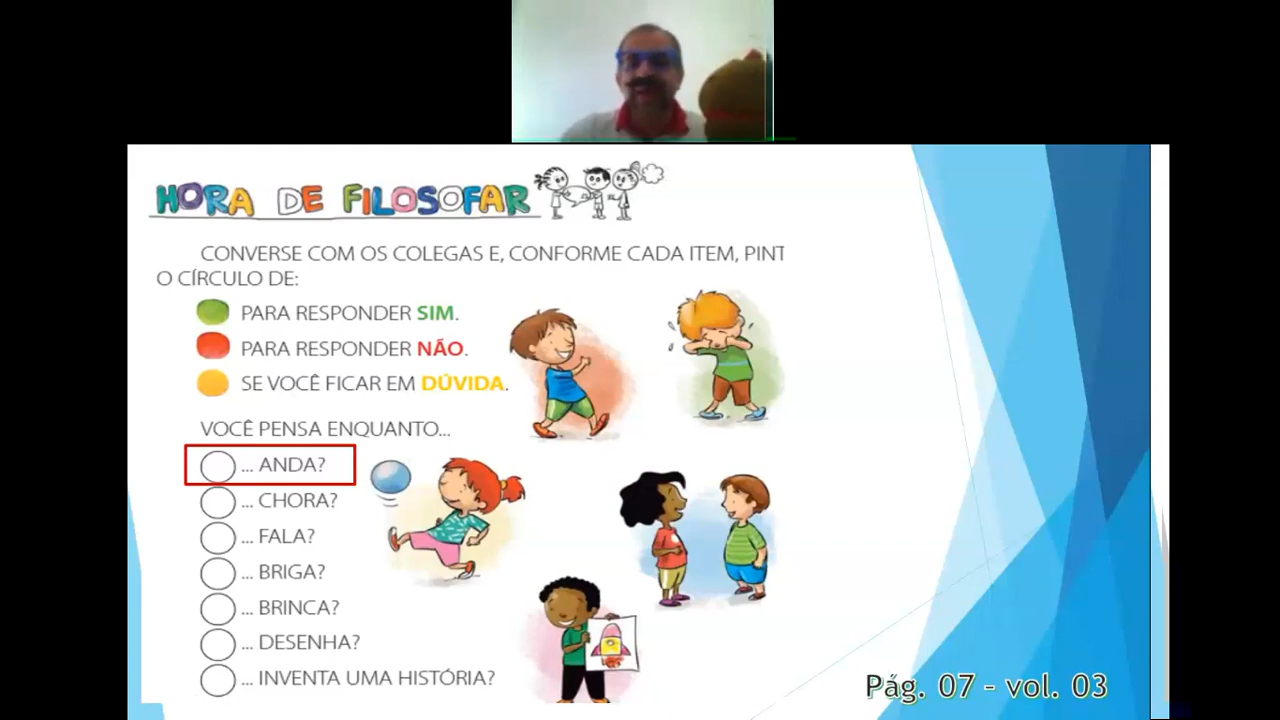 HORA DE FILOSOFAR
CONVERSE COM OS COLEGAS E, CONFORME CADA ITEM, PINT
O CÍRCULO DE:
PARA RESPONDER SIM.
PARA RESPONDER NÃO.
SE VOCÊ FICAR EM DÚVIDA.
VOCÊ PENSA ENQUANTO...
... ANDA?
... CHORA?
... FALA?
... BRIGA?
... BRINCA?
... DESENHA?
... INVENTA UMA HISTÓRIA?
Pág. 07 - vol. 03